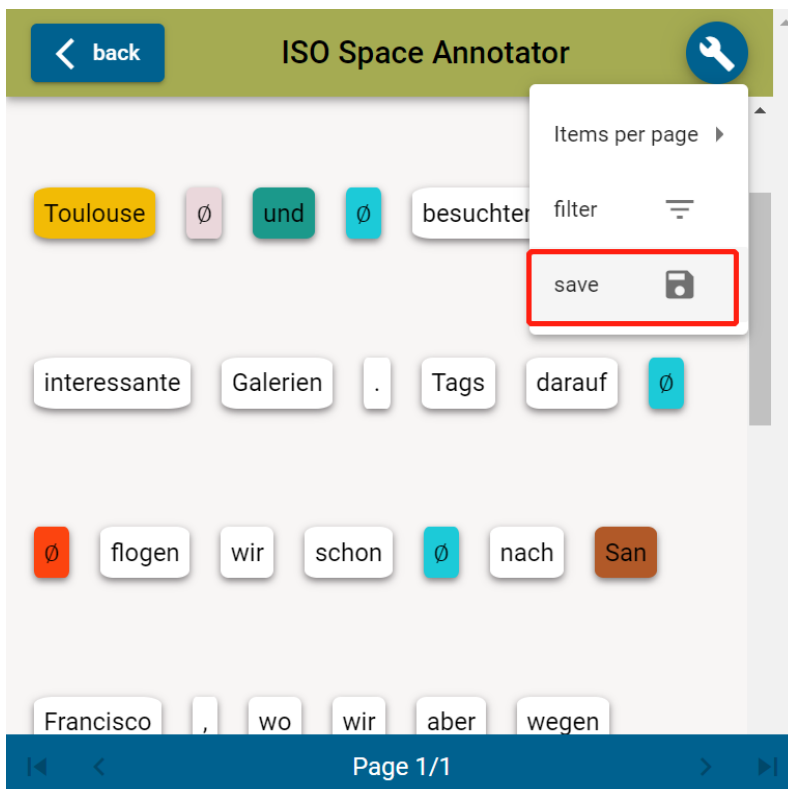 back ISO Space Annotator
Items per page
Toulouse Ø und Ø besuchten filter
save
interessante Galerien . Tags darauf Ø
Ø flogen wir schon Ø nach San
Francisco , wo wir aber wegen
Page 1/1